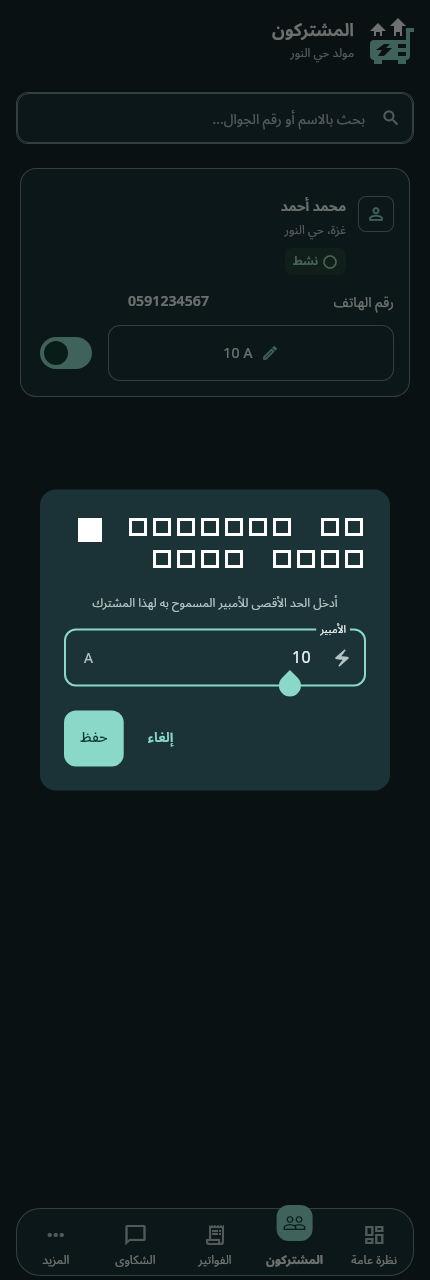 المشتركون
مولد حي النور
بحث بالاسم أو رقم الجوال...
محمد أحمد
غزة، حي النور
نشط
رقم الهاتف
0591234567
10 A
أدخل الحد الأقصى للأمبير المسموح به لهذا المشترك
الأمبير
10
A
إلغاء
حفظ
نظرة عامة
المشتركون
الفواتير
الشكاوى
المزيد